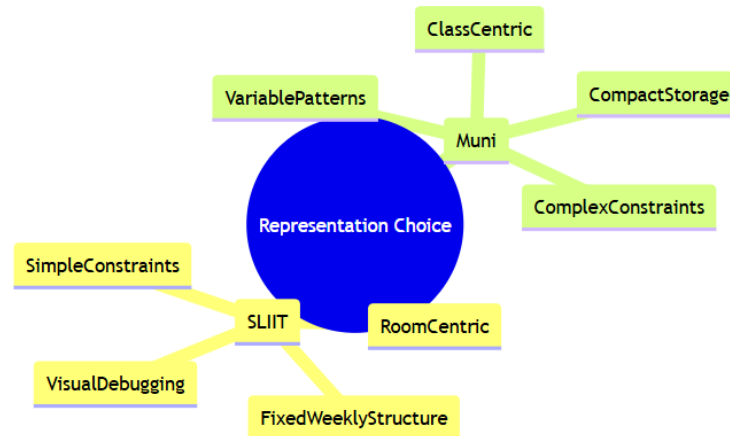 ClassCentric
VariablePatterns
CompactStorage
Muni
ComplexConstraints
Representation Choice
SimpleConstraints
SLIIT
RoomCentric
VisualDebugging
FixedWeeklyStructure